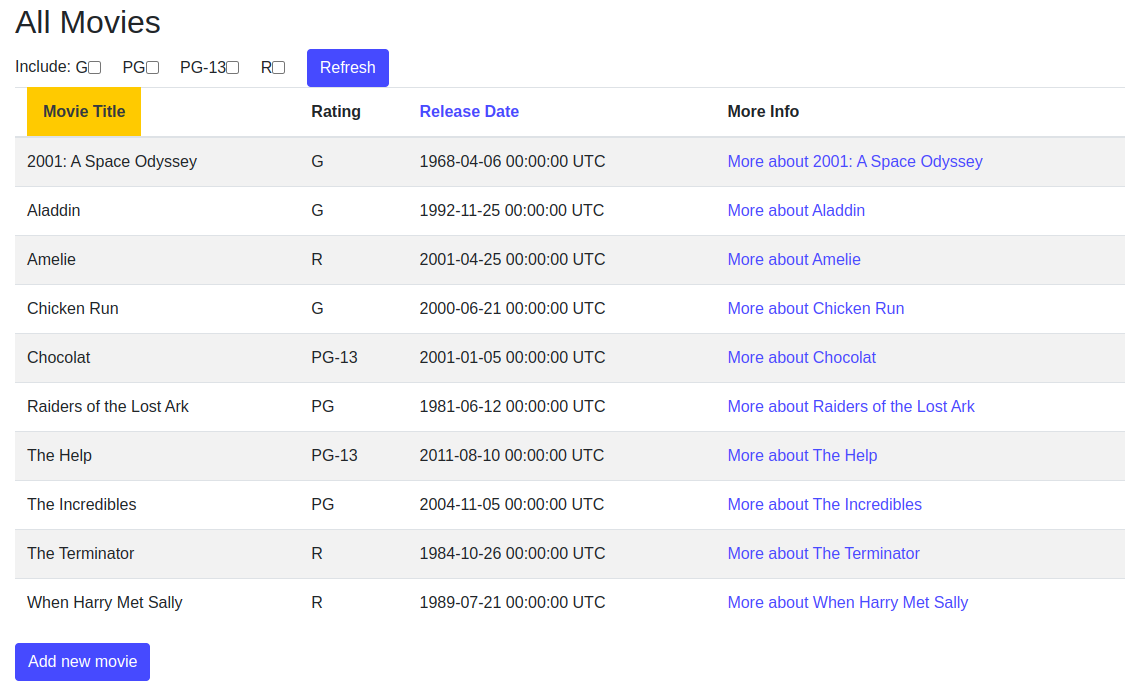 All Movies
Include: G PG PG-13 R Refresh
Movie Title Rating Release Date More Info
2001: A Space Odyssey G 1968-04-06 00:00:00 UTC More about 2001: A Space Odyssey
Aladdin G 1992-11-25 00:00:00 UTC More about Aladdin
Amelie R 2001-04-25 00:00:00 UTC More about Amelie
Chicken Run G 2000-06-21 00:00:00 UTC More about Chicken Run
Chocolat PG-13 2001-01-05 00:00:00 UTC More about Chocolat
Raiders of the Lost Ark PG 1981-06-12 00:00:00 UTC More about Raiders of the Lost Ark
The Help PG-13 2011-08-10 00:00:00 UTC More about The Help
The Incredibles PG 2004-11-05 00:00:00 UTC More about The Incredibles
The Terminator R 1984-10-26 00:00:00 UTC More about The Terminator
When Harry Met Sally R 1989-07-21 00:00:00 UTC More about When Harry Met Sally
Add new movie